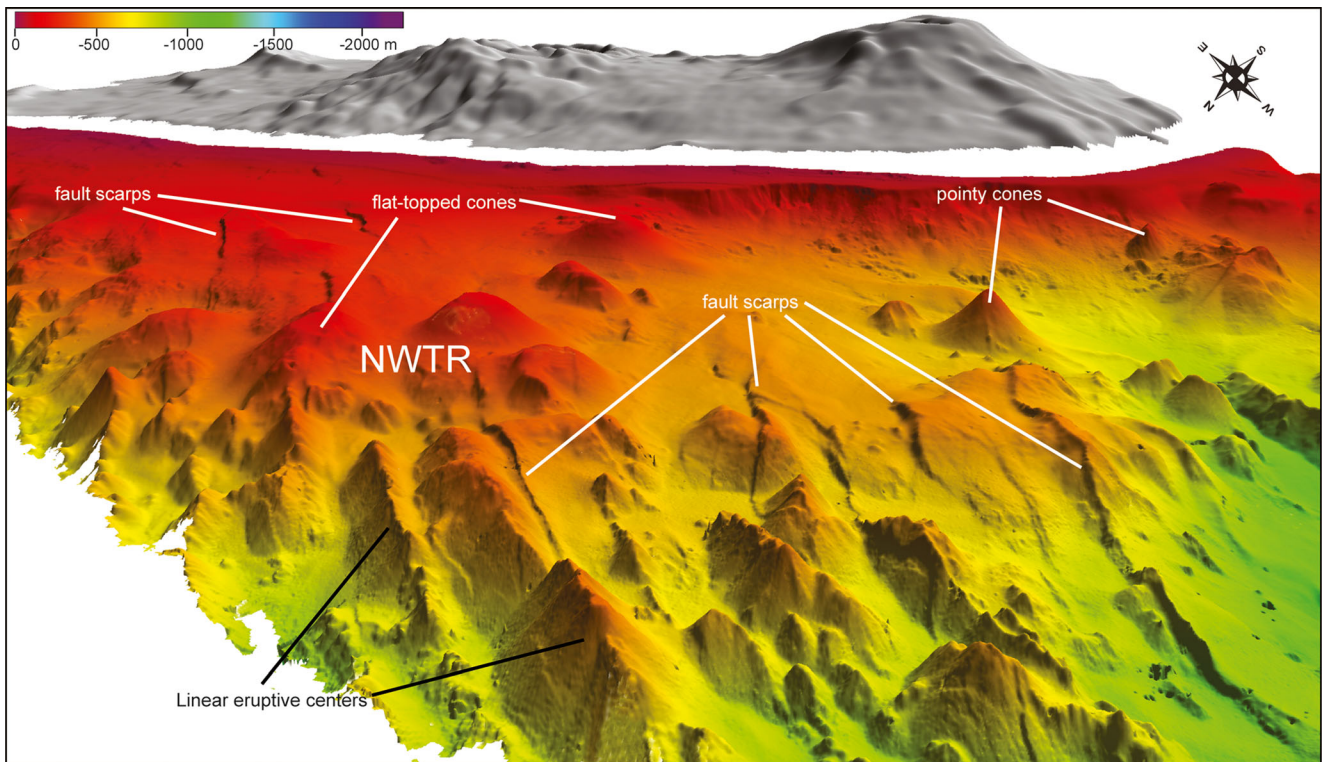 0 -500 -1000 -1500 -2000 m
E S
N W
fault scarps
flat-topped cones
pointy cones
fault scarps
NWTR
Linear eruptive centers